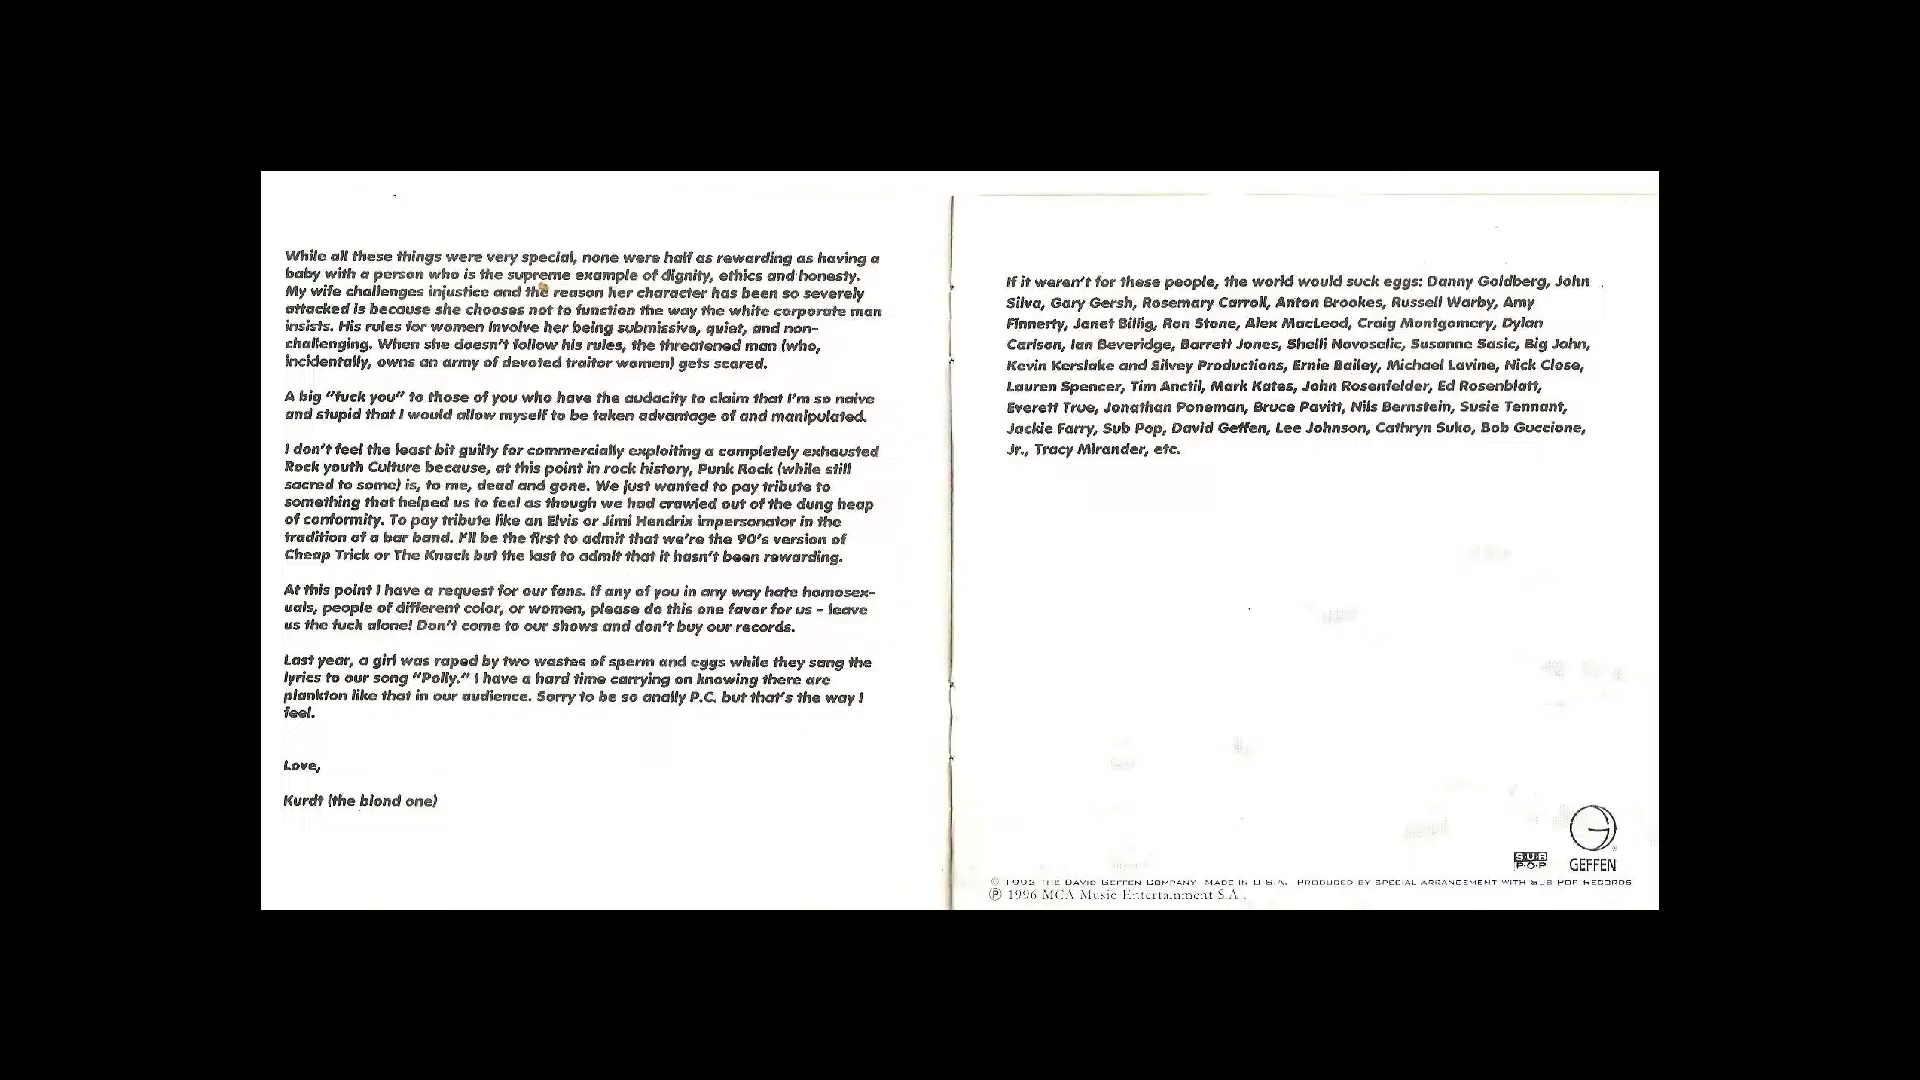 While all these things were very special, none were half as rewarding as having a
baby with a person who is the supreme example of dignity, ethics and honesty.
My wife challenges injustice and the reason her character has been so severely
attacked is because she chooses not to function the way the white corporate man
insists. His rules for women involve her being submissive, quiet, and non-
challenging. When she doesn't follow his rules, the threatened man (who,
incidentally, owns an army of devoted traitor women) gets scared.
A big "fuck you" to those of you who have the audacity to claim that I'm so naive
and stupid that I would allow myself to be taken advantage of and manipulated.
I don't feel the least bit guilty for commercially exploiting a completely exhausted
Rock youth Culture because, at this point in rock history, Punk Rock (while still
sacred to some) is, to me, dead and gone. We just wanted to pay tribute to
something that helped us to feel as though we had crawled out of the dung heap
of conformity. To pay tribute like an Elvis or Jimi Hendrix impersonator in the
tradition of a bar band. I'll be the first to admit that we're the 90's version of
Cheap Trick or The Knack but the last to admit that it hasn't been rewarding.
At this point I have a request for our fans. If any of you in any way hate homosex-
uals, people of different color, or women, please do this one favor for us – leave
us the fuck alone! Don't come to our shows and don't buy our records.
Last year, a girl was raped by two wastes of sperm and eggs while they sang the
lyrics to our song "Polly." I have a hard time carrying on knowing there are
plankton like that in our audience. Sorry to be so anally P.C. but that's the way I
feel.
Love,
Kurdt (the blond one)
If it weren't for these people, the world would suck eggs: Danny Goldberg, John
Silva, Gary Gersh, Rosemary Carroll, Anton Brookes, Russell Warby, Amy
Finnerty, Janet Billig, Ron Stone, Alex MacLeod, Craig Montgomery, Dylan
Carlson, Ian Beveridge, Barrett Jones, Shelli Novoselic, Susanne Sasic, Big John,
Kevin Kerslake and Silvey Productions, Ernie Bailey, Michael Lavine, Nick Close,
Lauren Spencer, Tim Anctil, Mark Kates, John Rosenfelder, Ed Rosenblatt,
Everett True, Jonathan Poneman, Bruce Pavitt, Nils Bernstein, Susie Tennant,
Jackie Farry, Sub Pop, David Geffen, Lee Johnson, Cathryn Suko, Bob Guccione,
Jr., Tracy Mirander, etc.
SUB
POP
GEFFEN
© 1992 THE DAVID GEFFEN COMPANY. MADE IN U.S.A. PRODUCED BY SPECIAL ARRANGEMENT WITH SUB POP RECORDS
℗ 1996 MCA Music Entertainment S.A.